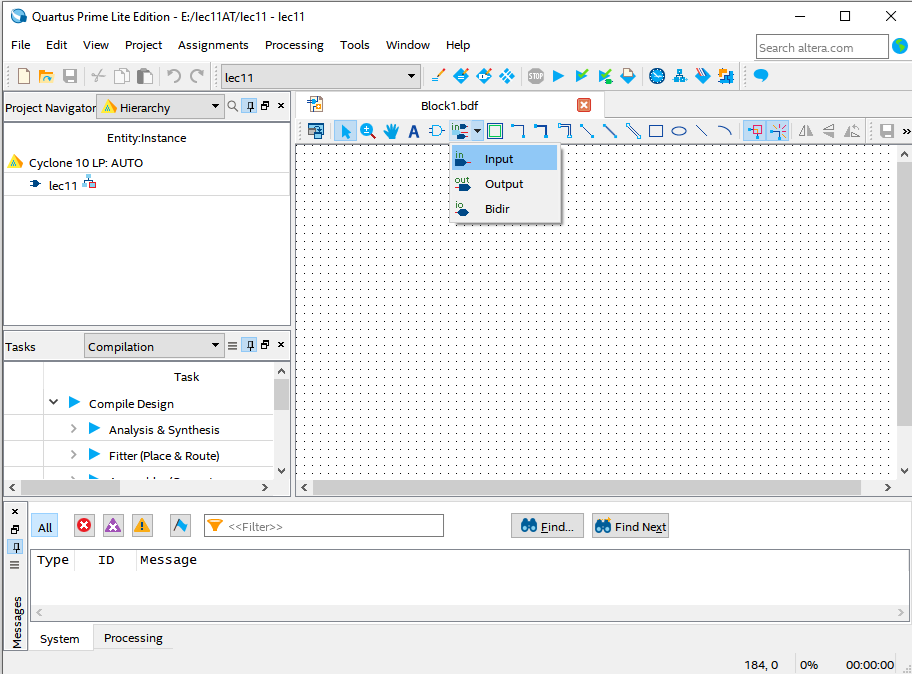 Quartus Prime Lite Edition - E:/lec11AT/lec11 - lec11
File Edit View Project Assignments Processing Tools Window Help
Search altera.com
lec11
STOP
Project Navigator Hierarchy
Block1.bdf
Entity:Instance
Cyclone 10 LP: AUTO
lec11
A
in Input
out Output
io Bidir
Tasks Compilation
Task
Compile Design
Analysis & Synthesis
Fitter (Place & Route)
All
<<Filter>>
Find...
Find Next
Type ID Message
Messages
System Processing
184, 0 0% 00:00:00